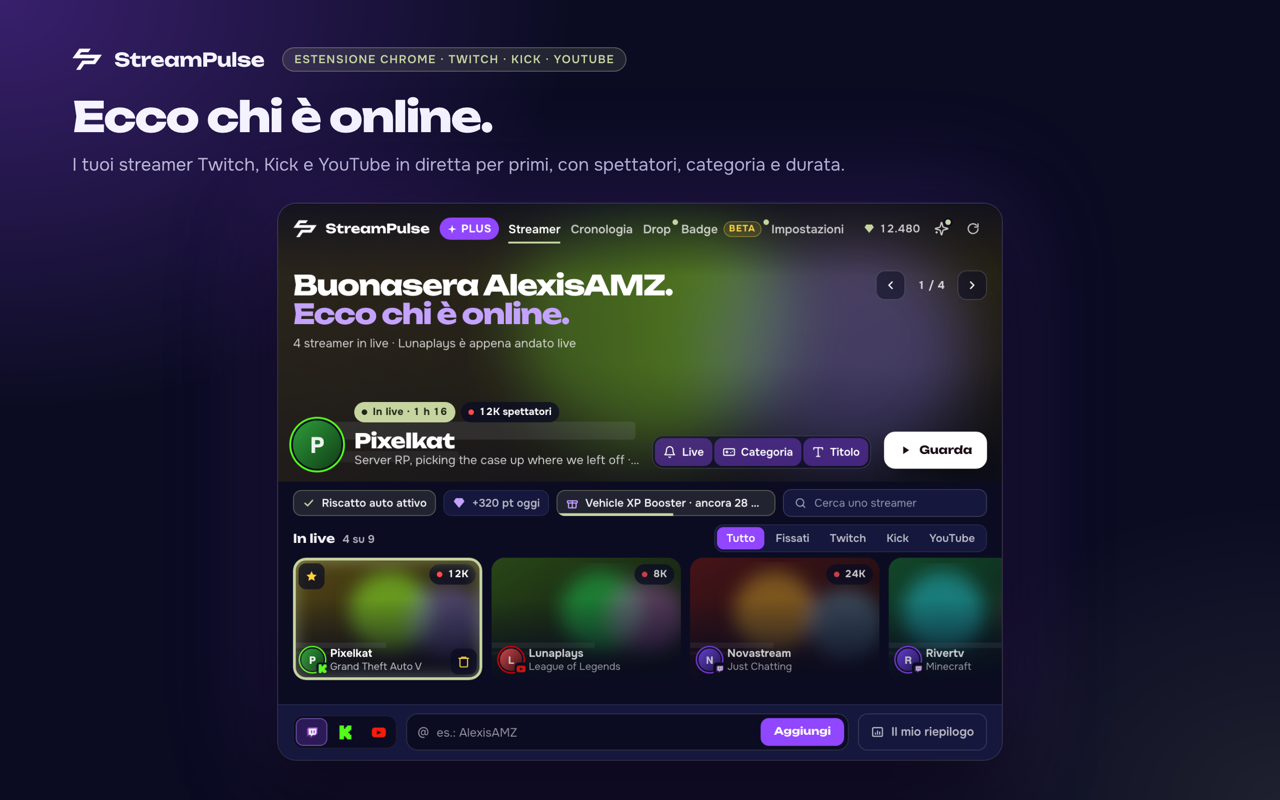 StreamPulse
ESTENSIONE CHROME · TWITCH · KICK · YOUTUBE
Ecco chi è online.
I tuoi streamer Twitch, Kick e YouTube in diretta per primi, con spettatori, categoria e durata.
StreamPulse PLUS Streamer Cronologia Drop Badge BETA Impostazioni 12.480
Buonasera AlexisAMZ.
1 / 4
Ecco chi è online.
4 streamer in live · Lunaplays è appena andato live
In live · 1 h 16 12K spettatori
P
Pixelkat
Server RP, picking the case up where we left off ·...
Live Categoria Titolo Guarda
Riscatto auto attivo +320 pt oggi Vehicle XP Booster · ancora 28 ... Cerca uno streamer
In live 4 su 9 Tutto Fissati Twitch Kick YouTube
12K 8K 24K
P Pixelkat
Grand Theft Auto V
L Lunaplays
League of Legends
N Novastream
Just Chatting
R Rivertv
Minecraft
@ es.: AlexisAMZ Aggiungi Il mio riepilogo